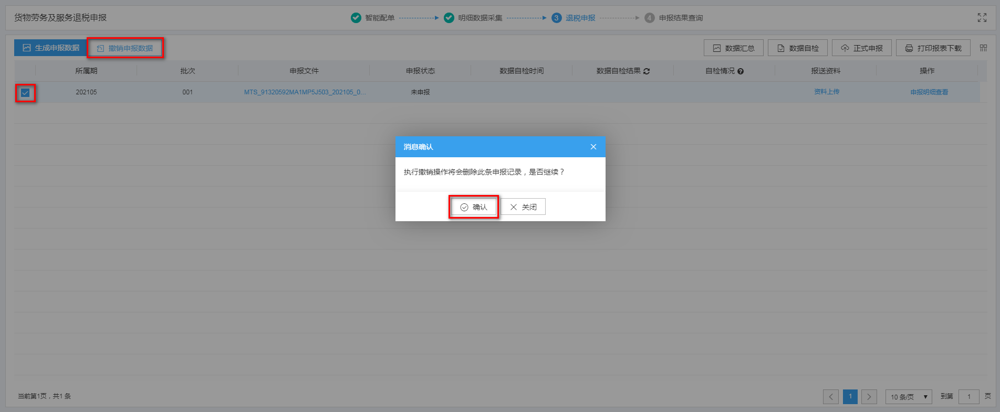 货物劳务及服务退税申报
智能配单 明细数据采集 3 退税申报 4 申报结果查询
生成申报数据 撤销申报数据 数据汇总 数据自检 正式申报 打印报表下载
所属期 批次 申报文件 申报状态 数据自检时间 数据自检结果 自检情况 报送资料 操作
202105 001 MTS_91320592MA1MP5J503_202105_0... 未申报 资料上传 申报明细查看
消息确认
执行撤销操作将会删除此条申报记录，是否继续？
确认 关闭
当前第1页，共1 条 1 10 条/页 到第 1 页